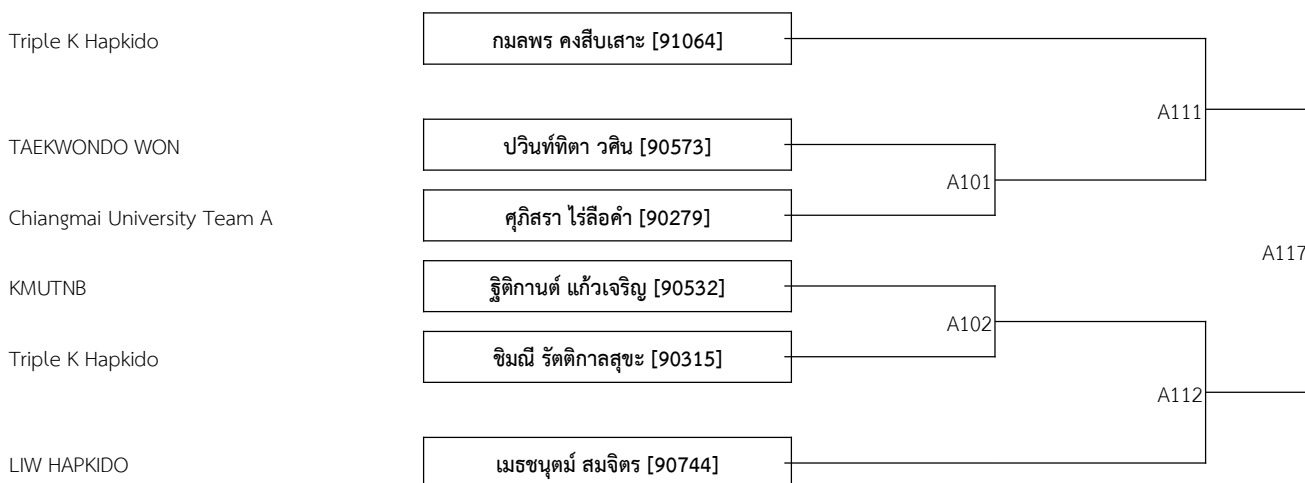 Triple K Hapkido
กมลพร คงสืบเสาะ [91064]
A111
TAEKWONDO WON
ปวินท์ทิตา วศิน [90573]
A101
Chiangmai University Team A
ศุภิสรา ไร่ลือคำ [90279]
A117
KMUTNB
ฐิติกานต์ แก้วเจริญ [90532]
A102
Triple K Hapkido
ชิมณี รัตติกาลสุขะ [90315]
A112
LIW HAPKIDO
เมธชนุตม์ สมจิตร [90744]